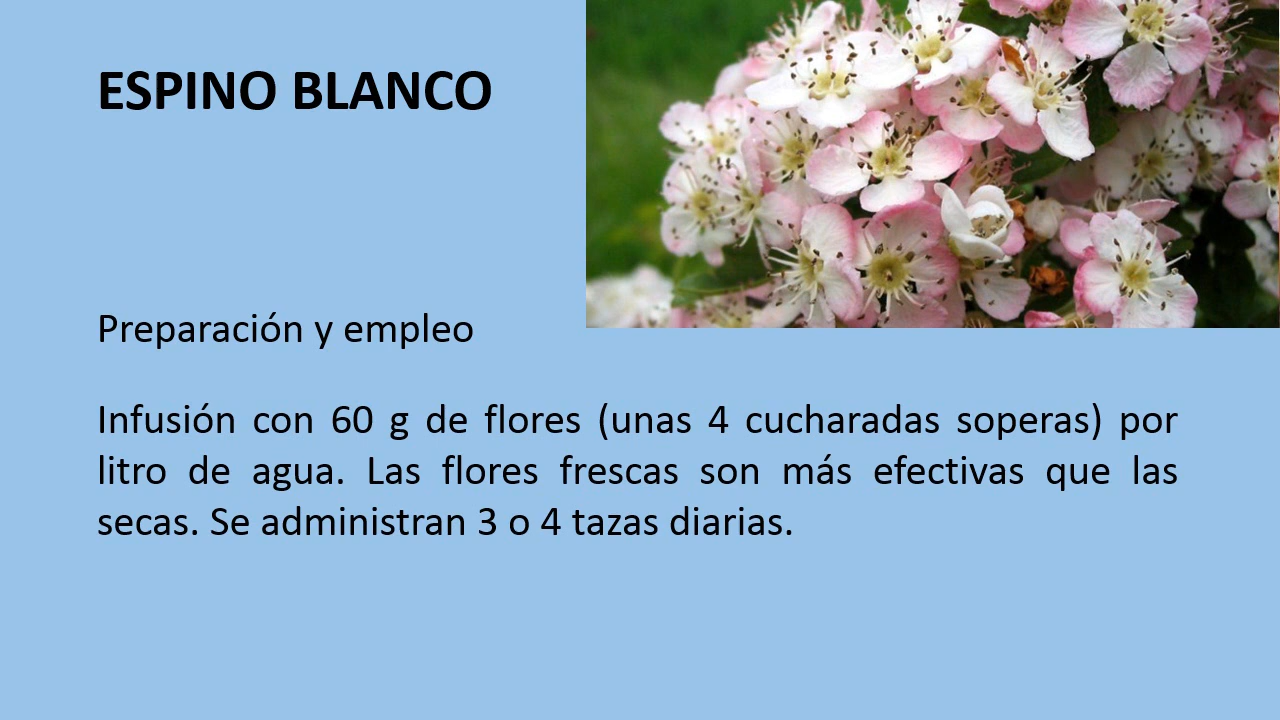 ESPINO BLANCO
Preparación y empleo
Infusión con 60 g de flores (unas 4 cucharadas soperas) por
litro de agua. Las flores frescas son más efectivas que las
secas. Se administran 3 o 4 tazas diarias.